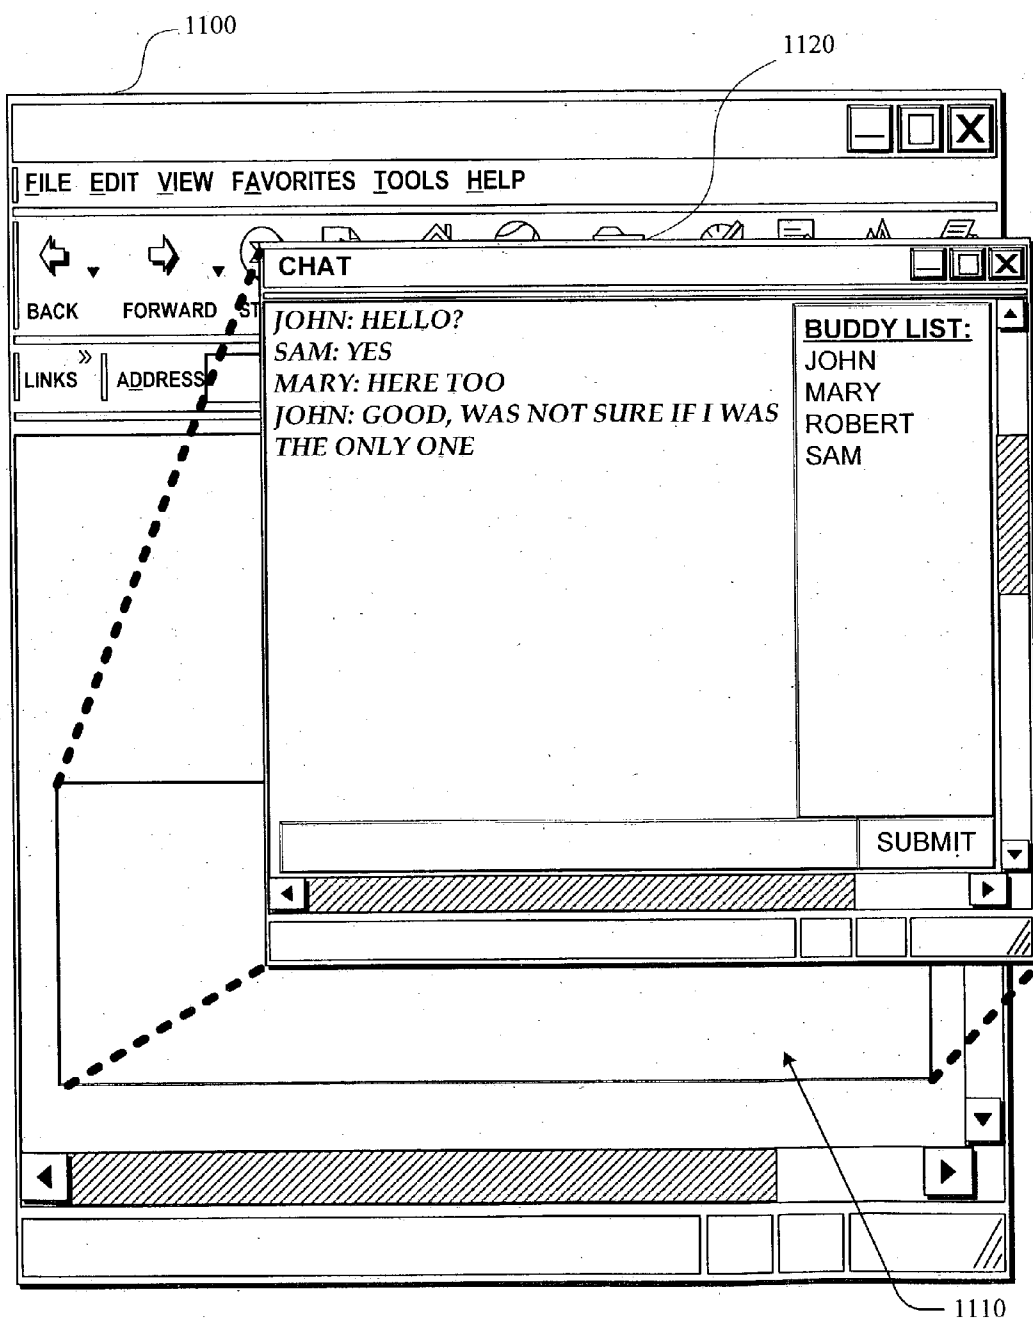 1100
1120
FILE EDIT VIEW FAVORITES TOOLS HELP
BACK FORWARD ST
LINKS » ADDRESS
CHAT
JOHN: HELLO?
SAM: YES
MARY: HERE TOO
JOHN: GOOD, WAS NOT SURE IF I WAS
THE ONLY ONE
BUDDY LIST:
JOHN
MARY
ROBERT
SAM
SUBMIT
1110